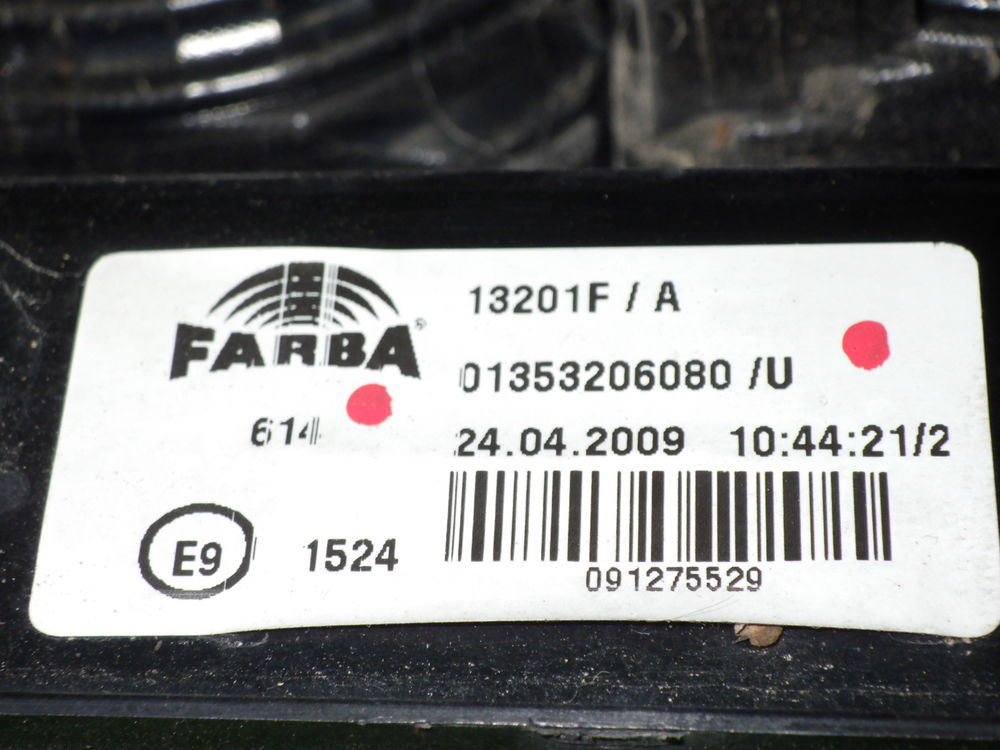 FARBA®
13201F / A
01353206080 /U
614
24.04.2009 10:44:21/2
E9
1524
091275529